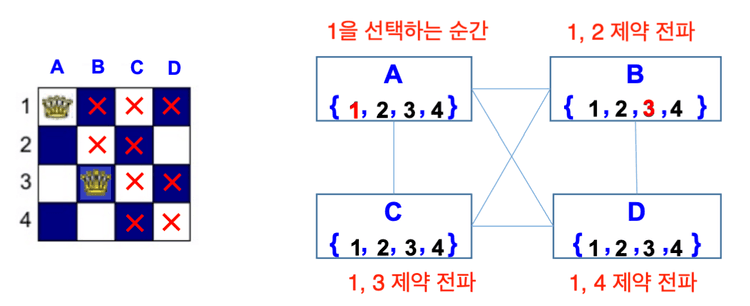 1을 선택하는 순간
1, 2 제약 전파
A B C D
A
{ 1, 2, 3, 4 }
B
{ 1, 2, 3, 4 }
1
2
3
4
C
{ 1, 2, 3, 4 }
D
{ 1, 2, 3, 4 }
1, 3 제약 전파
1, 4 제약 전파